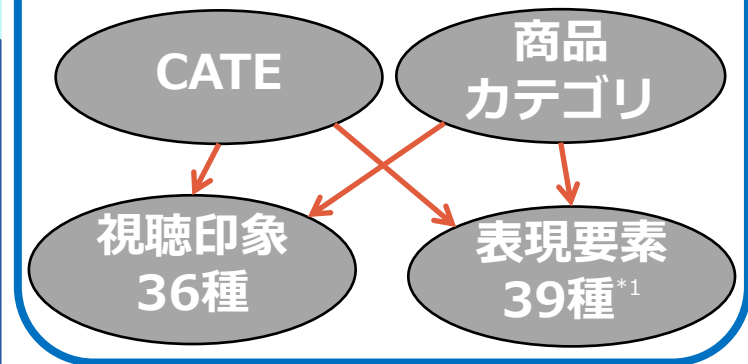 CATE
商品
カテゴリ
視聴印象
36種
表現要素
39種*1